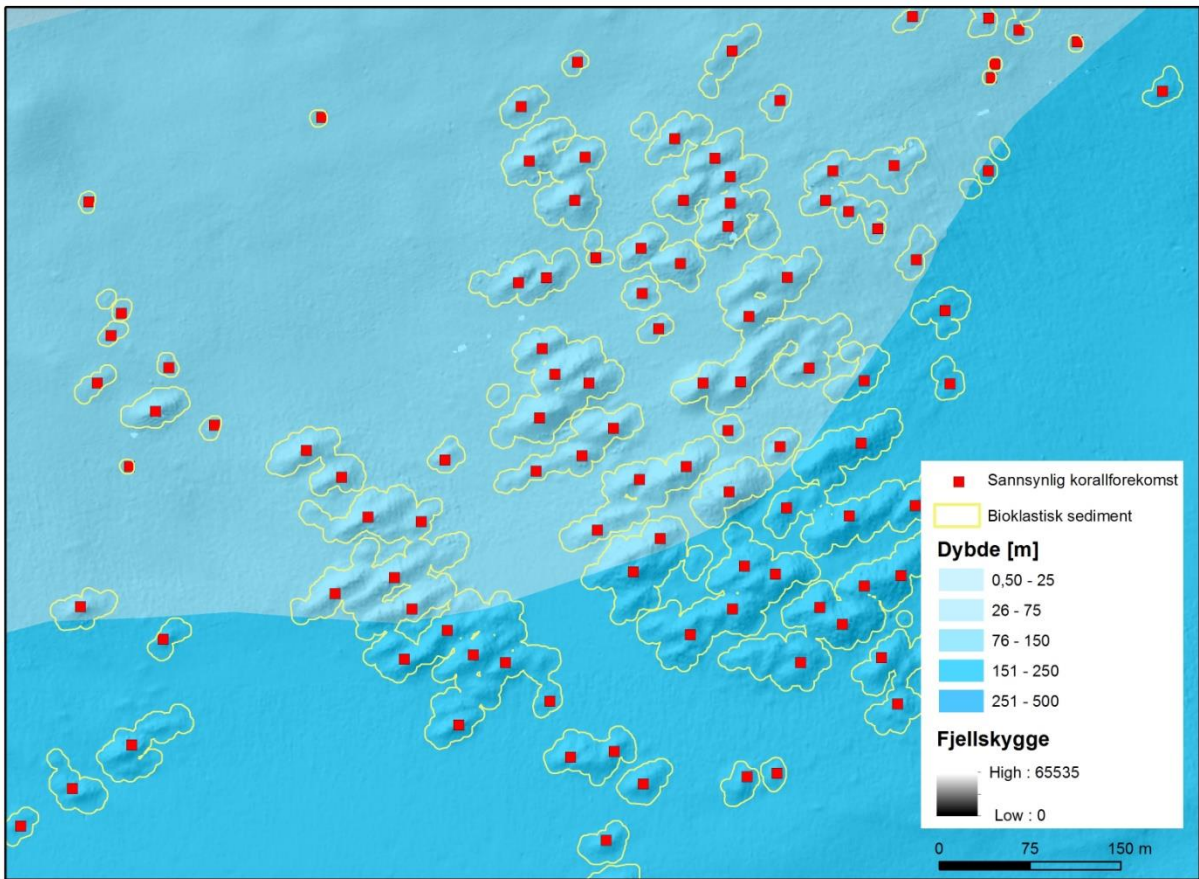 Sannsynlig korallforekomst
Bioklastisk sediment
Dybde [m]
0,50 - 25
26 - 75
76 - 150
151 - 250
251 - 500
Fjellskygge
High : 65535
Low : 0
0 75 150 m